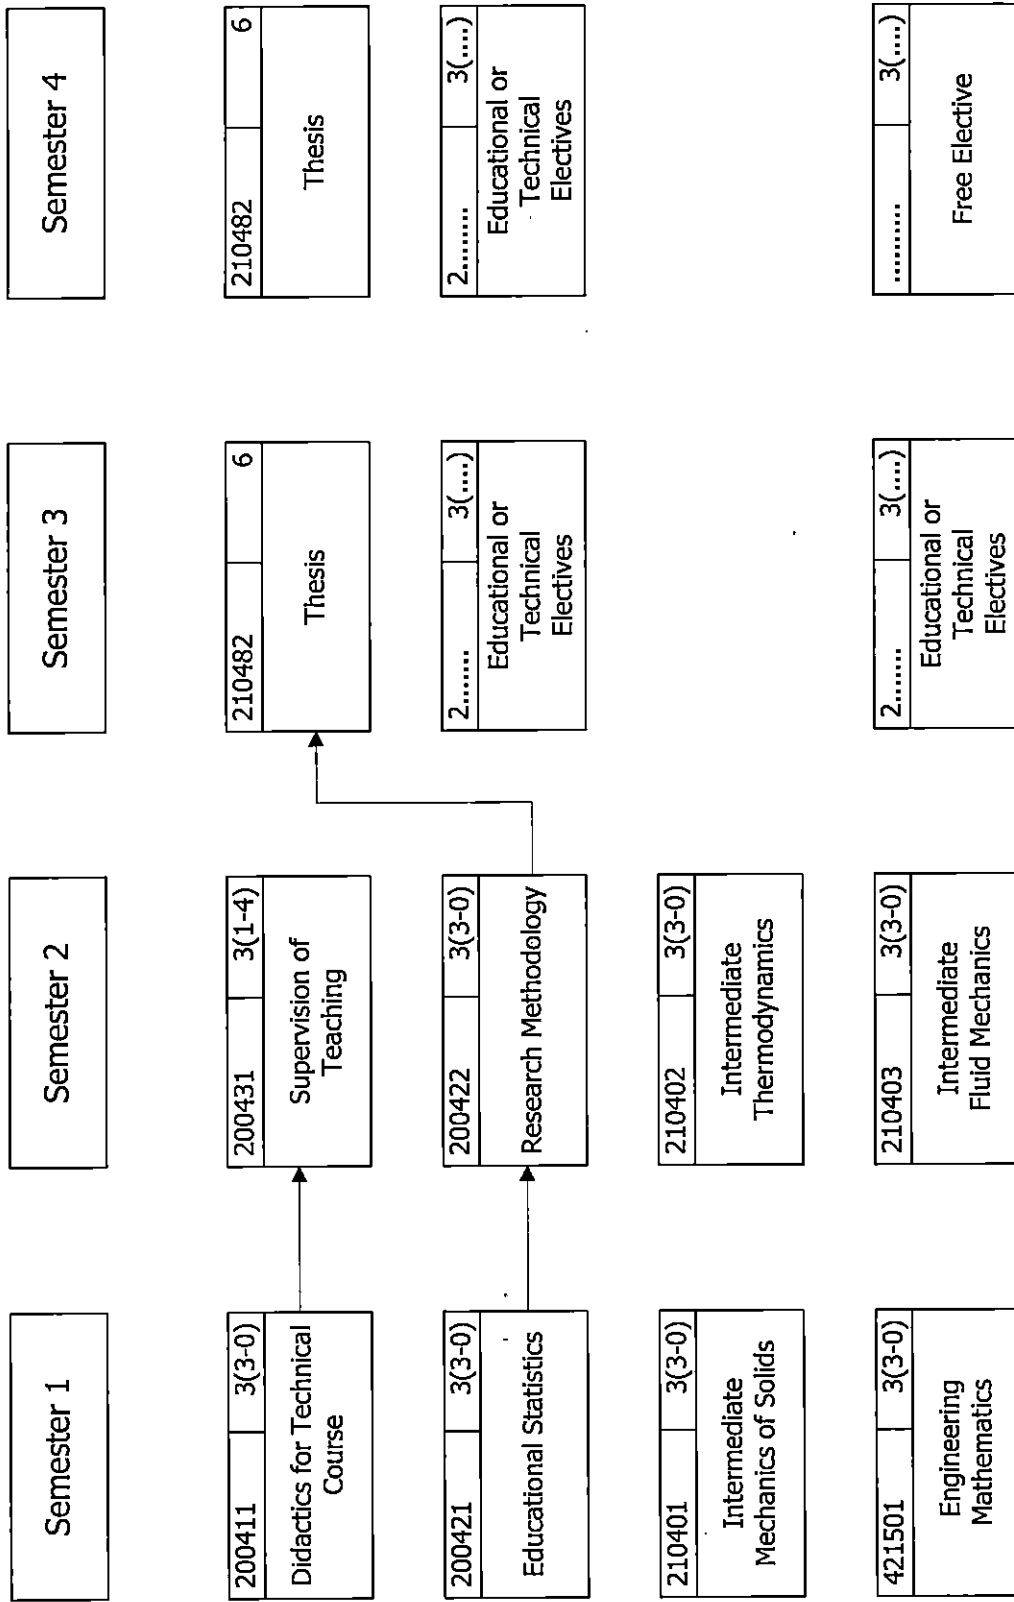 Semester 1
200411 3(3-0)
Didactics for Technical
Course
200421 3(3-0)
Educational Statistics
210401 3(3-0)
Intermediate
Mechanics of Solids
421501 3(3-0)
Engineering
Mathematics
Semester 2
200431 3(1-4)
Supervision of
Teaching
200422 3(3-0)
Research Methodology
210402 3(3-0)
Intermediate
Thermodynamics
210403 3(3-0)
Intermediate
Fluid Mechanics
Semester 3
210482 6
Thesis
2....... 3(....)
Educational or
Technical
Electives
2....... 3(....)
Educational or
Technical
Electives
Semester 4
210482 6
Thesis
2........ 3(....)
Educational or
Technical
Electives
.......... 3(....)
Free Elective